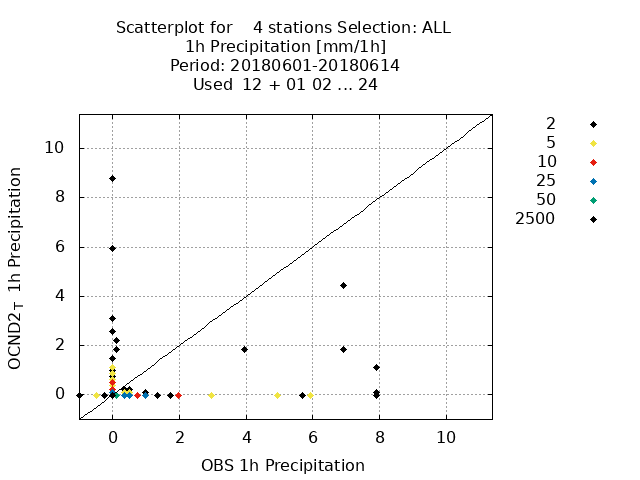 Scatterplot for    4 stations Selection: ALL
1h Precipitation [mm/1h]
Period: 20180601-20180614
Used  12 + 01 02 ... 24
OCND2_T  1h Precipitation
10
8
6
4
2
0
0 2 4 6 8 10
OBS 1h Precipitation
2
5
10
25
50
2500